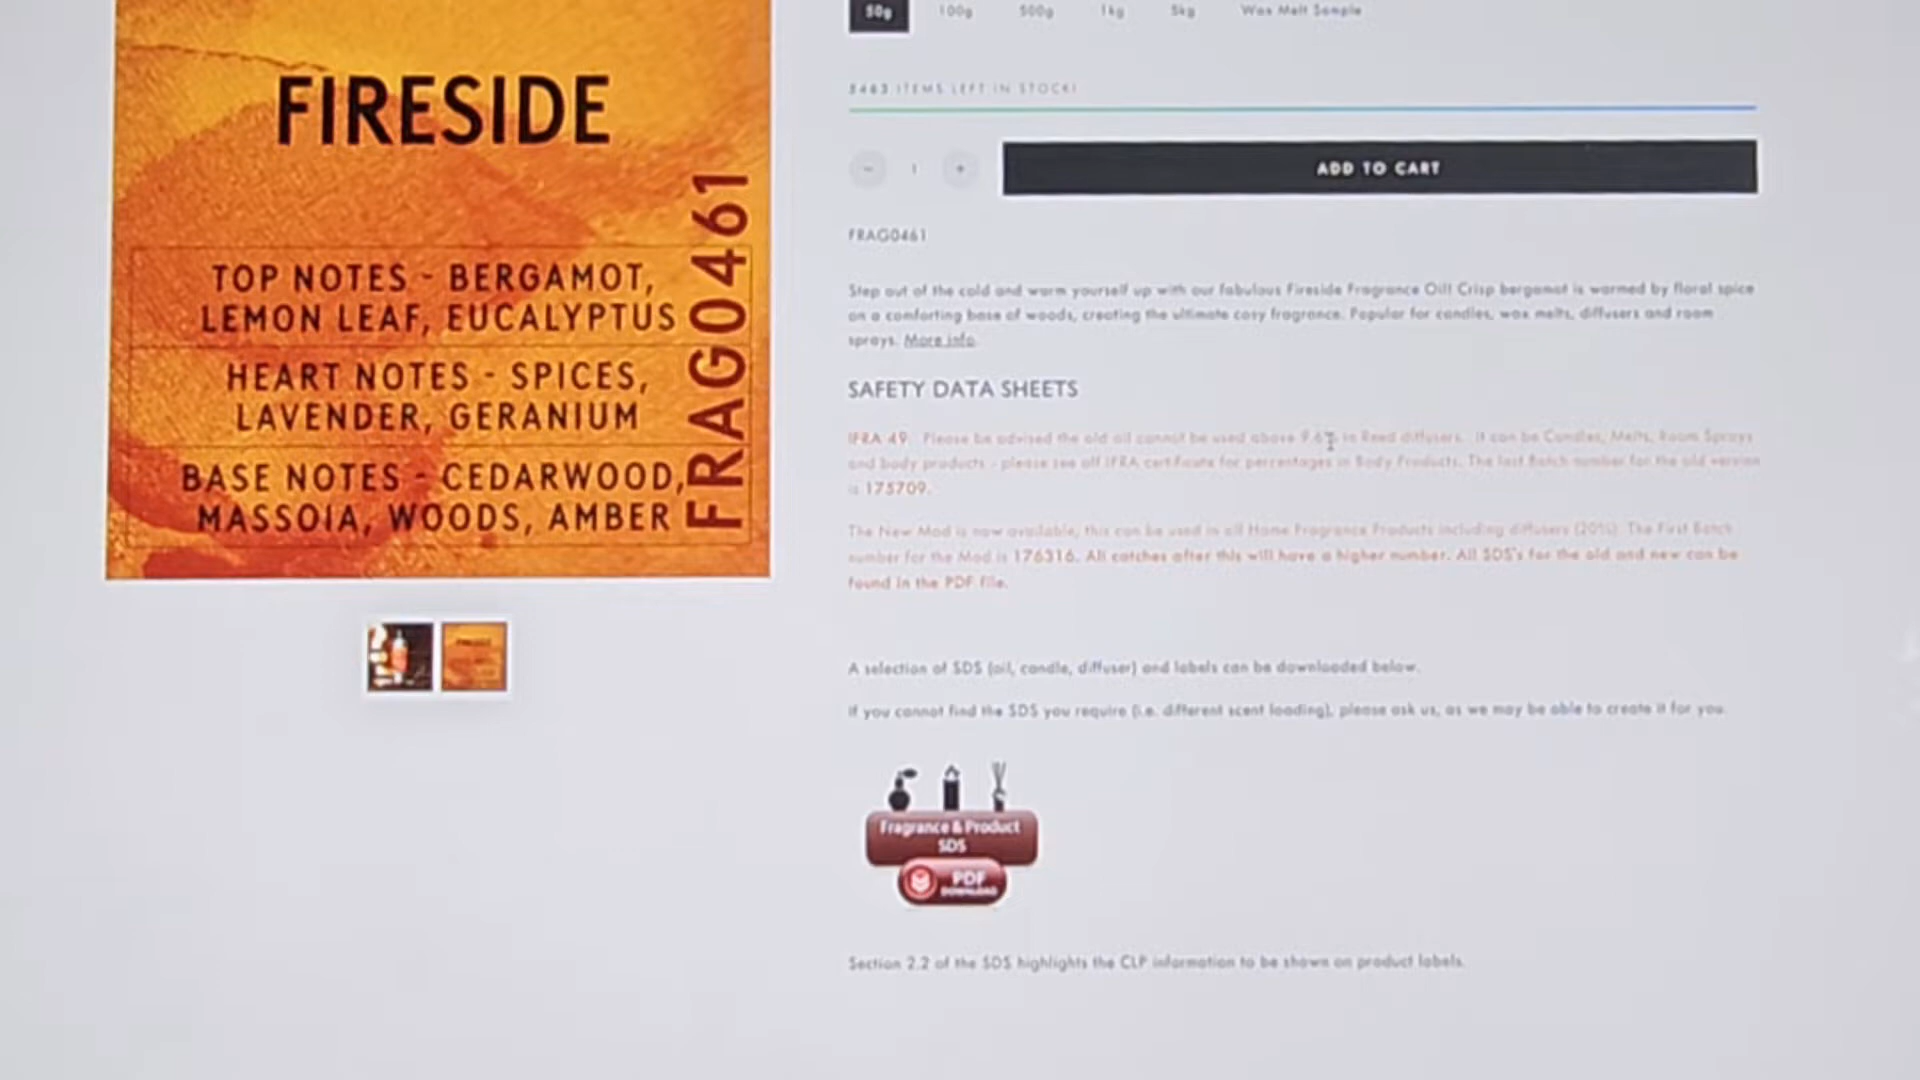 FIRESIDE
TOP NOTES - BERGAMOT,
LEMON LEAF, EUCALYPTUS
HEART NOTES - SPICES,
LAVENDER, GERANIUM
BASE NOTES - CEDARWOOD,
MASSOIA, WOODS, AMBER
FRAG0461
50g 100g 500g 1kg 5kg Wax Melt Sample
5463 ITEMS LEFT IN STOCK!
- 1 +
ADD TO CART
FRAG0461
Step out of the cold and warm yourself up with our fabulous Fireside Fragrance Oil! Crisp bergamot is warmed by floral spice
on a comforting base of woods, creating the ultimate cosy fragrance. Popular for candles, wax melts, diffusers and room
sprays. More info.
SAFETY DATA SHEETS
IFRA 49. Please be advised the old oil cannot be used above in Reed diffusers. It can be Candles, Melts, Room Sprays
and body products - please see off IFRA certificate for percentages in Body Products. The last Batch number for the old version
is 175709.
The New Mod is now available, this can be used in all Home Fragrance Products including diffusers (20%). The First Batch
number for the Mod is 176316. All catches after this will have a higher number. All SDS's for the old and new can be
found in the PDF file.
A selection of SDS (oil, candle, diffuser) and labels can be downloaded below.
If you cannot find the SDS you require (i.e. different scent loading), please ask us, as we may be able to create it for you.
Fragrance & Product
SDS
PDF
DOWNLOAD
Section 2.2 of the SDS highlights the CLP information to be shown on product labels.